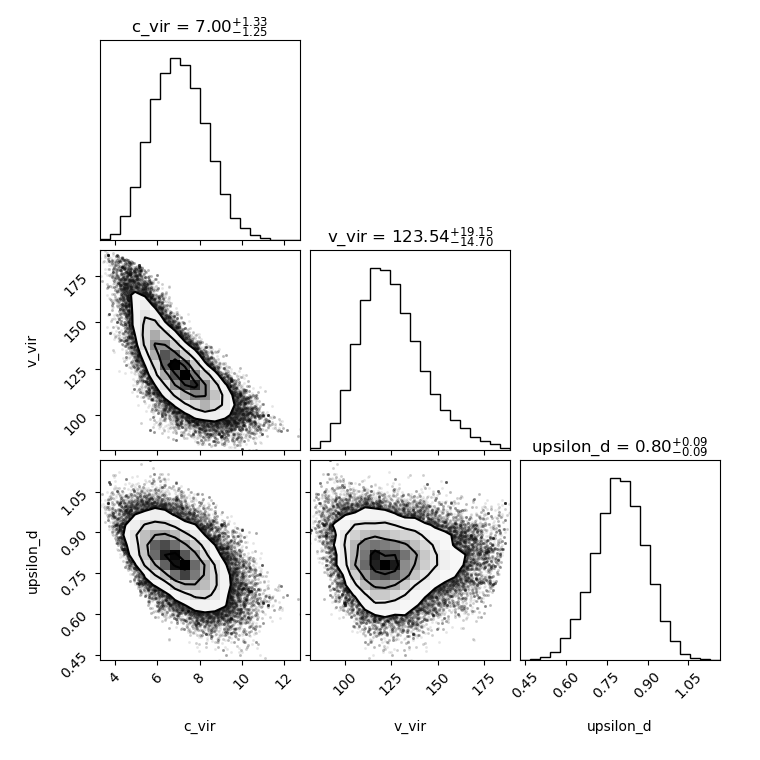 c_vir = 7.00+1.33−1.25
v_vir = 123.54+19.15−14.70
v_vir
175
150
125
100
upsilon_d = 0.80+0.09−0.09
upsilon_d
1.05
0.90
0.75
0.60
0.45
4 6 8 10 12
100 125 150 175
0.45 0.60 0.75 0.90 1.05
c_vir v_vir upsilon_d